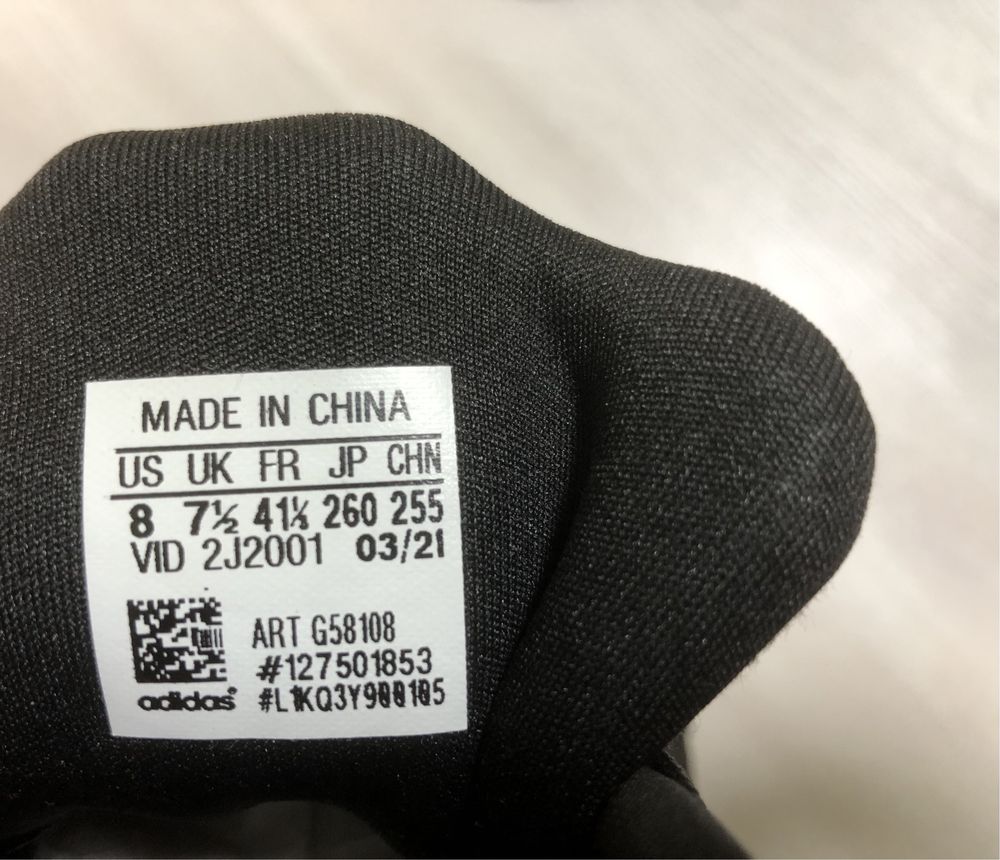 MADE IN CHINA
US UK FR JP CHN
8 7½ 41⅓ 260 255
VID 2J2001 03/21
ART G58108
#127501853
adidas®